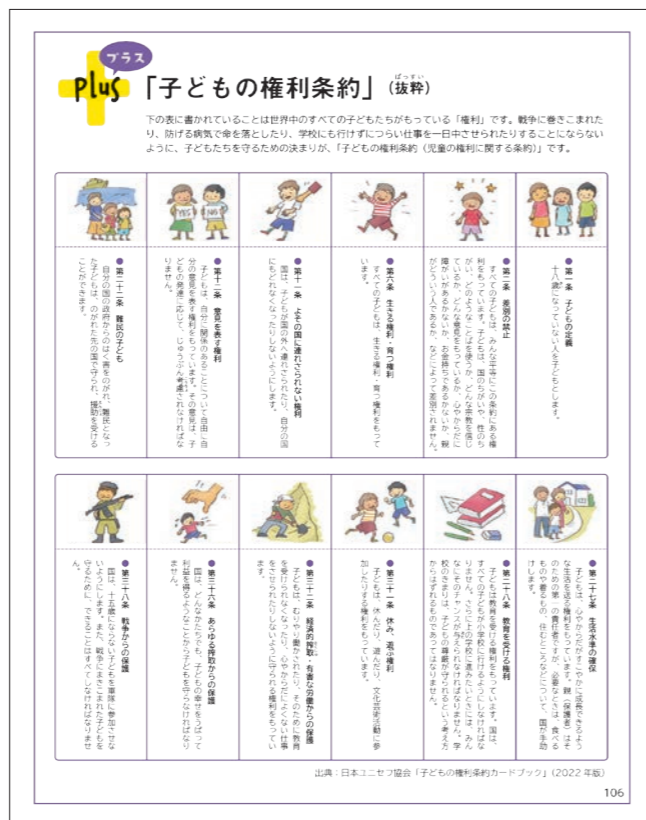 プラス
plus
「子どもの権利条約」（抜粋）
ばっすい
下の表に書かれていることは世界中のすべての子どもたちがもっている「権利」です。戦争に巻きこまれた
り、防げる病気で命を落としたり、学校にも行けずにつらい仕事を一日中させられたりすることにならない
ように、子どもたちを守るための決まりが、「子どもの権利条約（児童の権利に関する条約）」です。
●第一条　子どもの定義
十八歳になっていない人を子どもとします。
●第二条　差別の禁止
すべての子どもは、みんな平等にこの条約にある権
利をもっています。子どもは、国のちがいや、性のち
がい、どのようなことばを使うか、どんな宗教を信じ
ているか、どんな意見をもっているか、心やからだに
障がいがあるかないか、お金持ちであるかないか、親
がどういう人であるか、などによって差別されません。
●第六条　生きる権利・育つ権利
すべての子どもは、生きる権利・育つ権利をもって
います。
●第十一条　よその国に連れさられない権利
国は、子どもが国の外へ連れさられたり、自分の国
にもどれなくなったりしないようにします。
YES
NO
●第十二条　意見を表す権利
子どもは、自分に関係のあることについて自由に自
分の意見を表す権利をもっています。その意見は、子
どもの発達に応じて、じゅうぶん考慮されなければな
りません。
●第二十二条　難民の子ども
自分の国の政府からのはく害をのがれ、難民となっ
た子どもは、のがれた先の国で守られ、援助を受ける
ことができます。
●第二十七条　生活水準の確保
子どもは、心やからだがすこやかに成長できるよう
な生活を送る権利をもっています。親（保護者）はそ
のための第一の責任者ですが、必要なときは、食べる
ものや着るもの、住むところなどについて、国が手助
けします。
●第二十八条　教育を受ける権利
子どもは教育を受ける権利をもっています。国は、
すべての子どもが小学校に行けるようにしなければな
りません。さらに上の学校に進みたいときには、みん
なにそのチャンスが与えられなければなりません。学
校のきまりは、子どもの尊厳が守られるという考え方
からはずれるものであってはなりません。
●第三十一条　休み、遊ぶ権利
子どもは、休んだり、遊んだり、文化芸術活動に参
加したりする権利をもっています。
●第三十二条　経済的搾取・有害な労働からの保護
子どもは、むりやり働かされたり、そのために教育
を受けられなくなったり、心やからだによくない仕事
をさせられたりしないように守られる権利をもってい
ます。
●第三十六条　あらゆる搾取からの保護
国は、どんなかたちでも、子どもの幸せをうばって
利益を得るようなことから子どもを守らなければなり
ません。
●第三十八条　戦争からの保護
国は、十五歳にならない子どもを軍隊に参加させな
いようにします。また、戦争にまきこまれた子どもを
守るために、できることはすべてしなければなりませ
ん。
出典：日本ユニセフ協会「子どもの権利条約カードブック」（2022 年版）
106